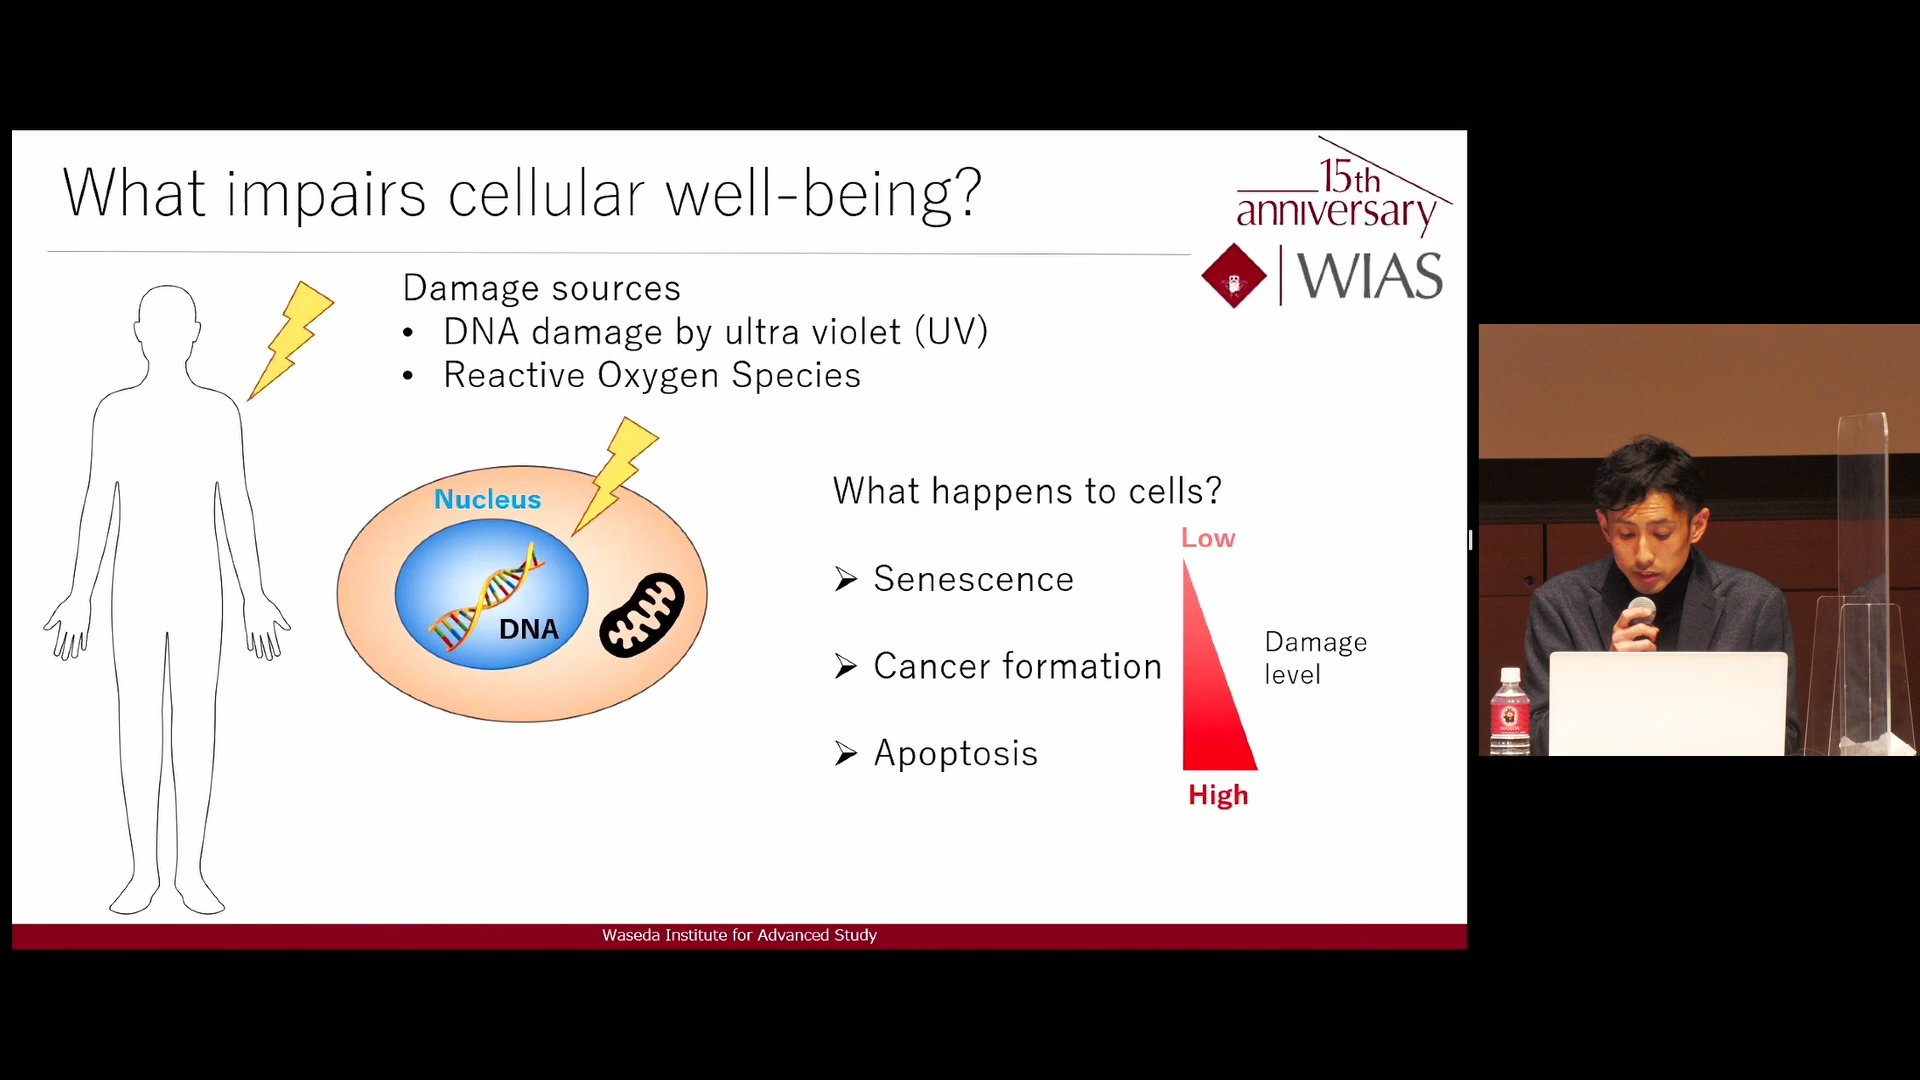 What impairs cellular well-being?
15th
anniversary
WIAS
Damage sources
• DNA damage by ultra violet (UV)
• Reactive Oxygen Species
Nucleus
DNA
What happens to cells?
Low
➢ Senescence
➢ Cancer formation
➢ Apoptosis
Damage
level
High
Waseda Institute for Advanced Study
WASEDA